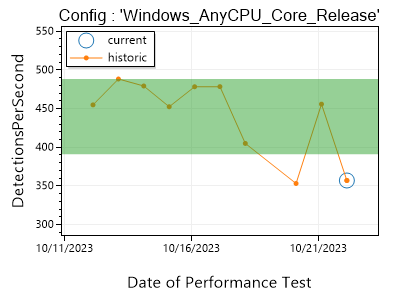 Config : 'Windows_AnyCPU_Core_Release'
current
historic
550
500
450
400
350
300
DetectionsPerSecond
10/11/2023
10/16/2023
10/21/2023
Date of Performance Test